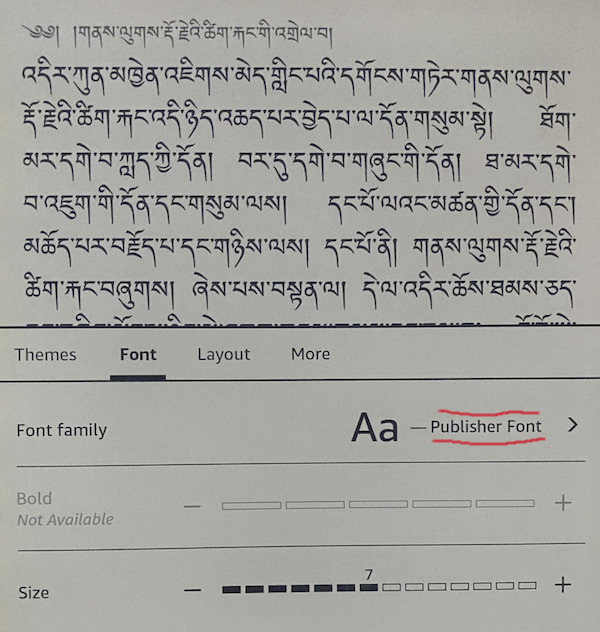 ༄༅། །གནས་ལུགས་རྡོ་རྗེའི་ཚིག་རྐང་གི་འགྲེལ་བ།
འདིར་ཀུན་མཁྱེན་འཇིགས་མེད་གླིང་པའི་དགོངས་གཏེར་གནས་ལུགས་
རྡོ་རྗེའི་ཚིག་རྐང་འདི་ཉིད་འཆད་པར་བྱེད་པ་ལ་དོན་གསུམ་སྟེ། ཐོག་
མར་དགེ་བ་ཀླད་ཀྱི་དོན། བར་དུ་དགེ་བ་གཞུང་གི་དོན། ཐ་མར་དགེ་
བ་འཇུག་གི་དོན་དང་གསུམ་ལས། དང་པོ་ལའང་མཚན་གྱི་དོན་དང།
མཆོད་པར་བརྗོད་པ་དང་གཉིས་ལས། དང་པོ་ནི། གནས་ལུགས་རྡོ་རྗེའི་
ཚིག་རྐང་བཞུགས། ཞེས་པས་བསྟན་ལ། དེ་ལ་འདིར་ཆོས་ཐམས་ཅད་
Themes Font Layout More
Font family Aa — Publisher Font >
Bold
Not Available
7
Size